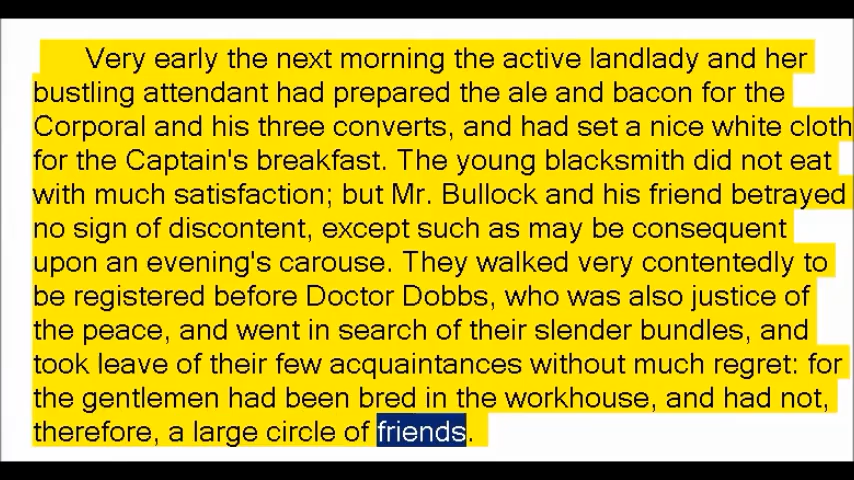 Very early the next morning the active landlady and her
bustling attendant had prepared the ale and bacon for the
Corporal and his three converts, and had set a nice white cloth
for the Captain's breakfast. The young blacksmith did not eat
with much satisfaction; but Mr. Bullock and his friend betrayed
no sign of discontent, except such as may be consequent
upon an evening's carouse. They walked very contentedly to
be registered before Doctor Dobbs, who was also justice of
the peace, and went in search of their slender bundles, and
took leave of their few acquaintances without much regret: for
the gentlemen had been bred in the workhouse, and had not,
therefore, a large circle of friends.